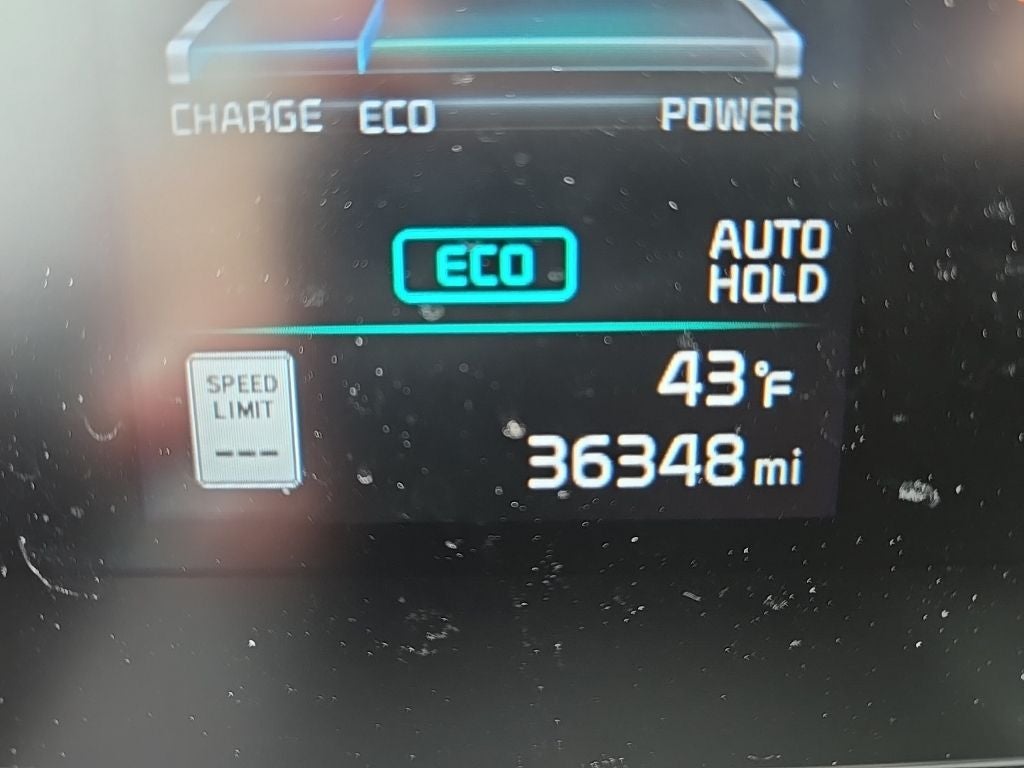 CHARGE ECO POWER
ECO
AUTO
HOLD
SPEED
LIMIT
---
43°F
36348 mi